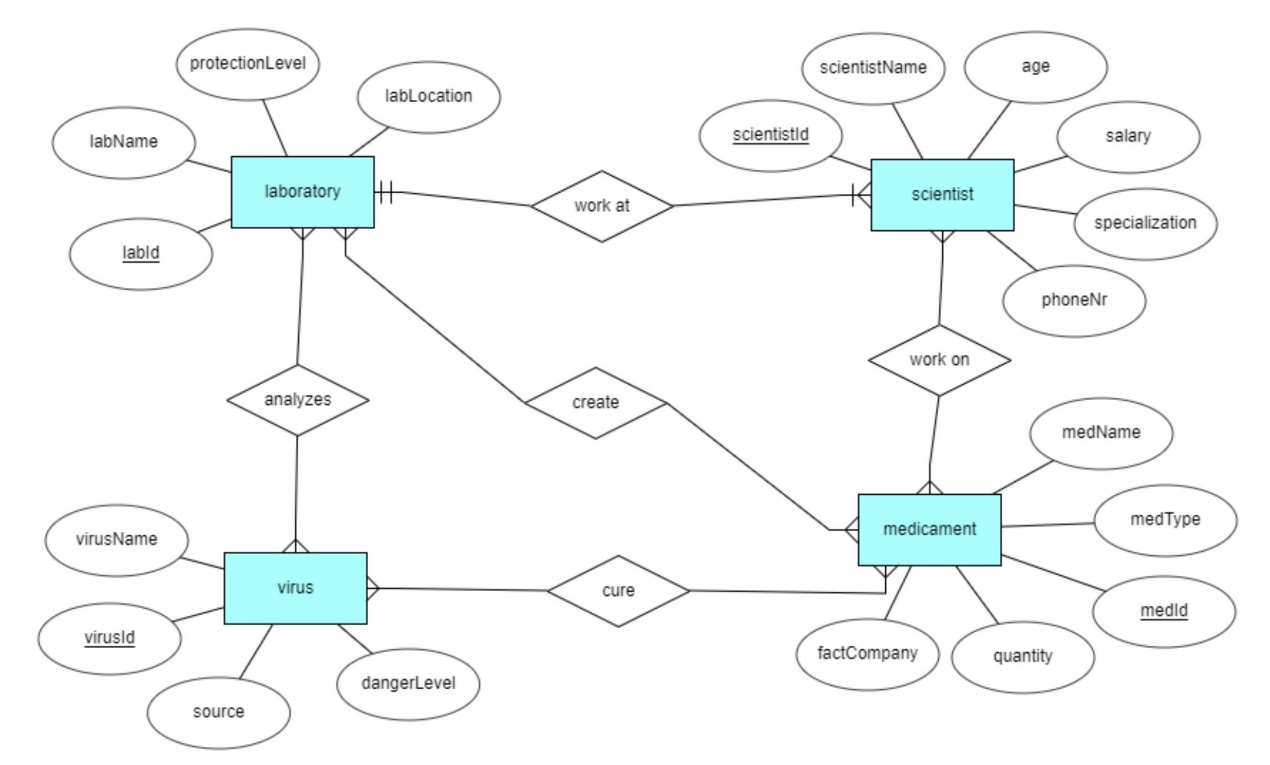 protectionLevel
labLocation
labName
laboratory
labId
scientistName
age
scientistId
salary
scientist
specialization
phoneNr
work at
work on
analyzes
create
medName
medType
medicament
medId
factCompany
quantity
cure
virusName
virus
virusId
source
dangerLevel